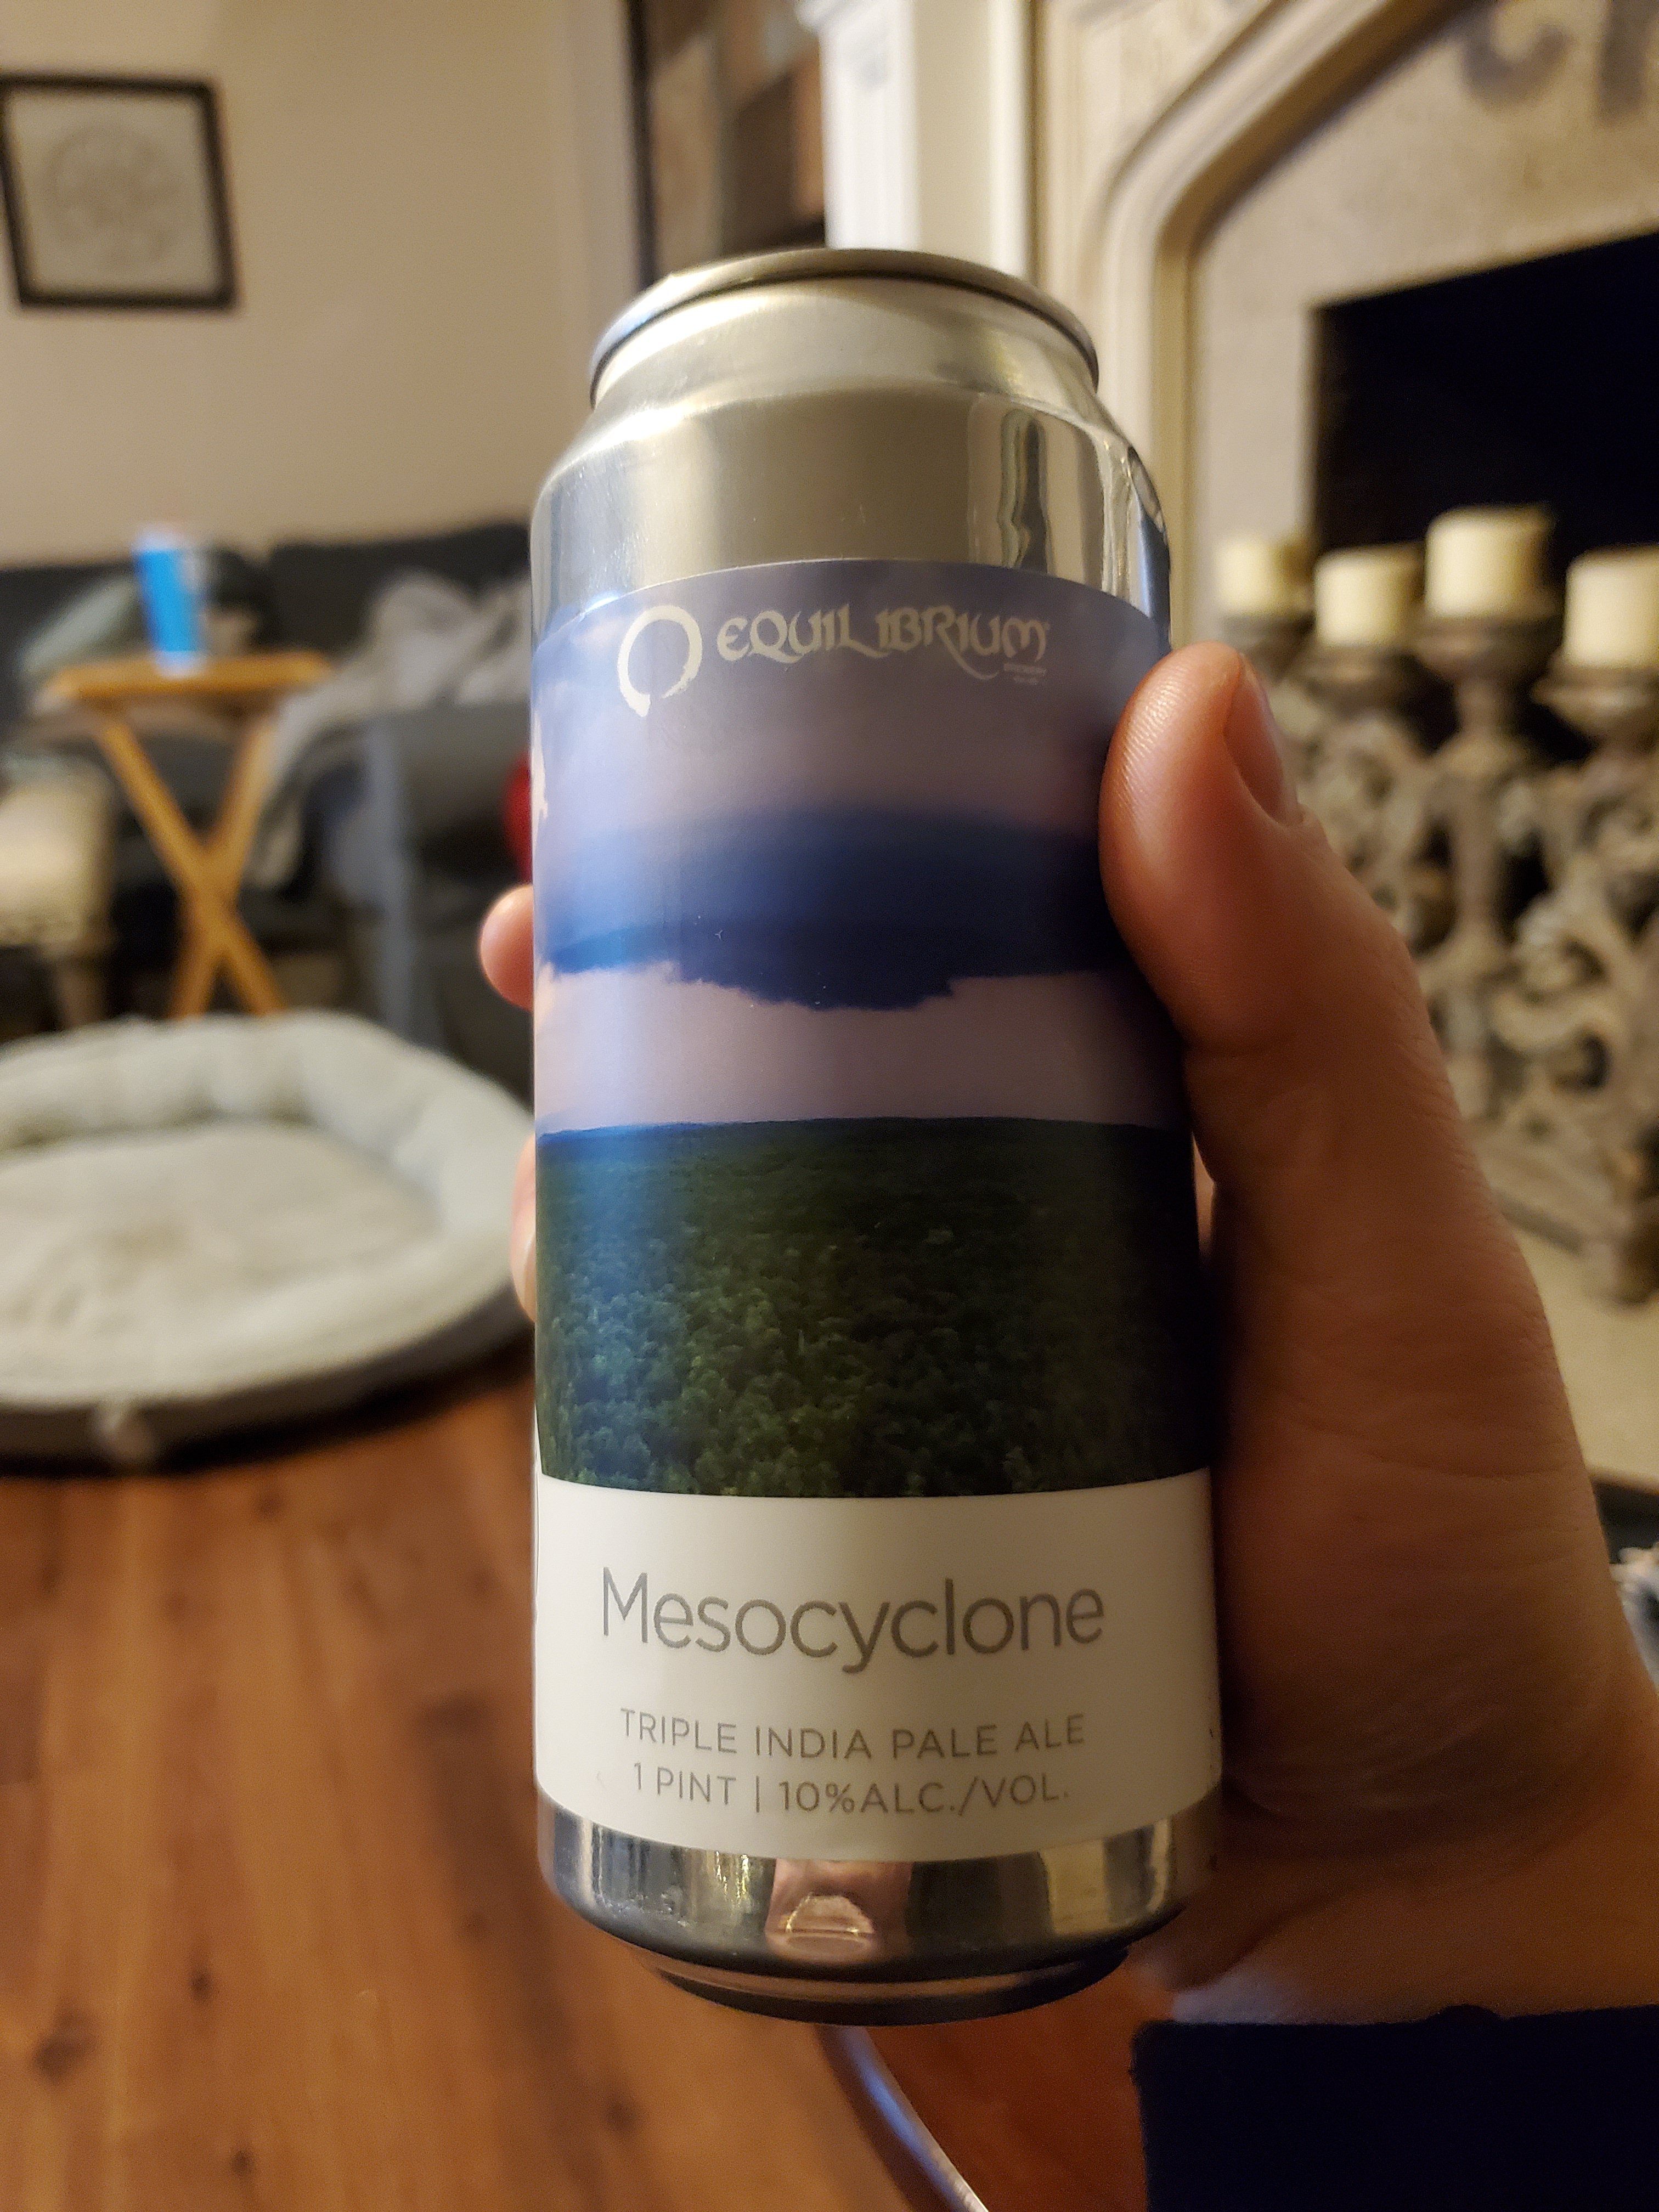 EQUILIBRIUM
Mesocyclone
TRIPLE INDIA PALE ALE
1 PINT | 10%ALC./VOL.